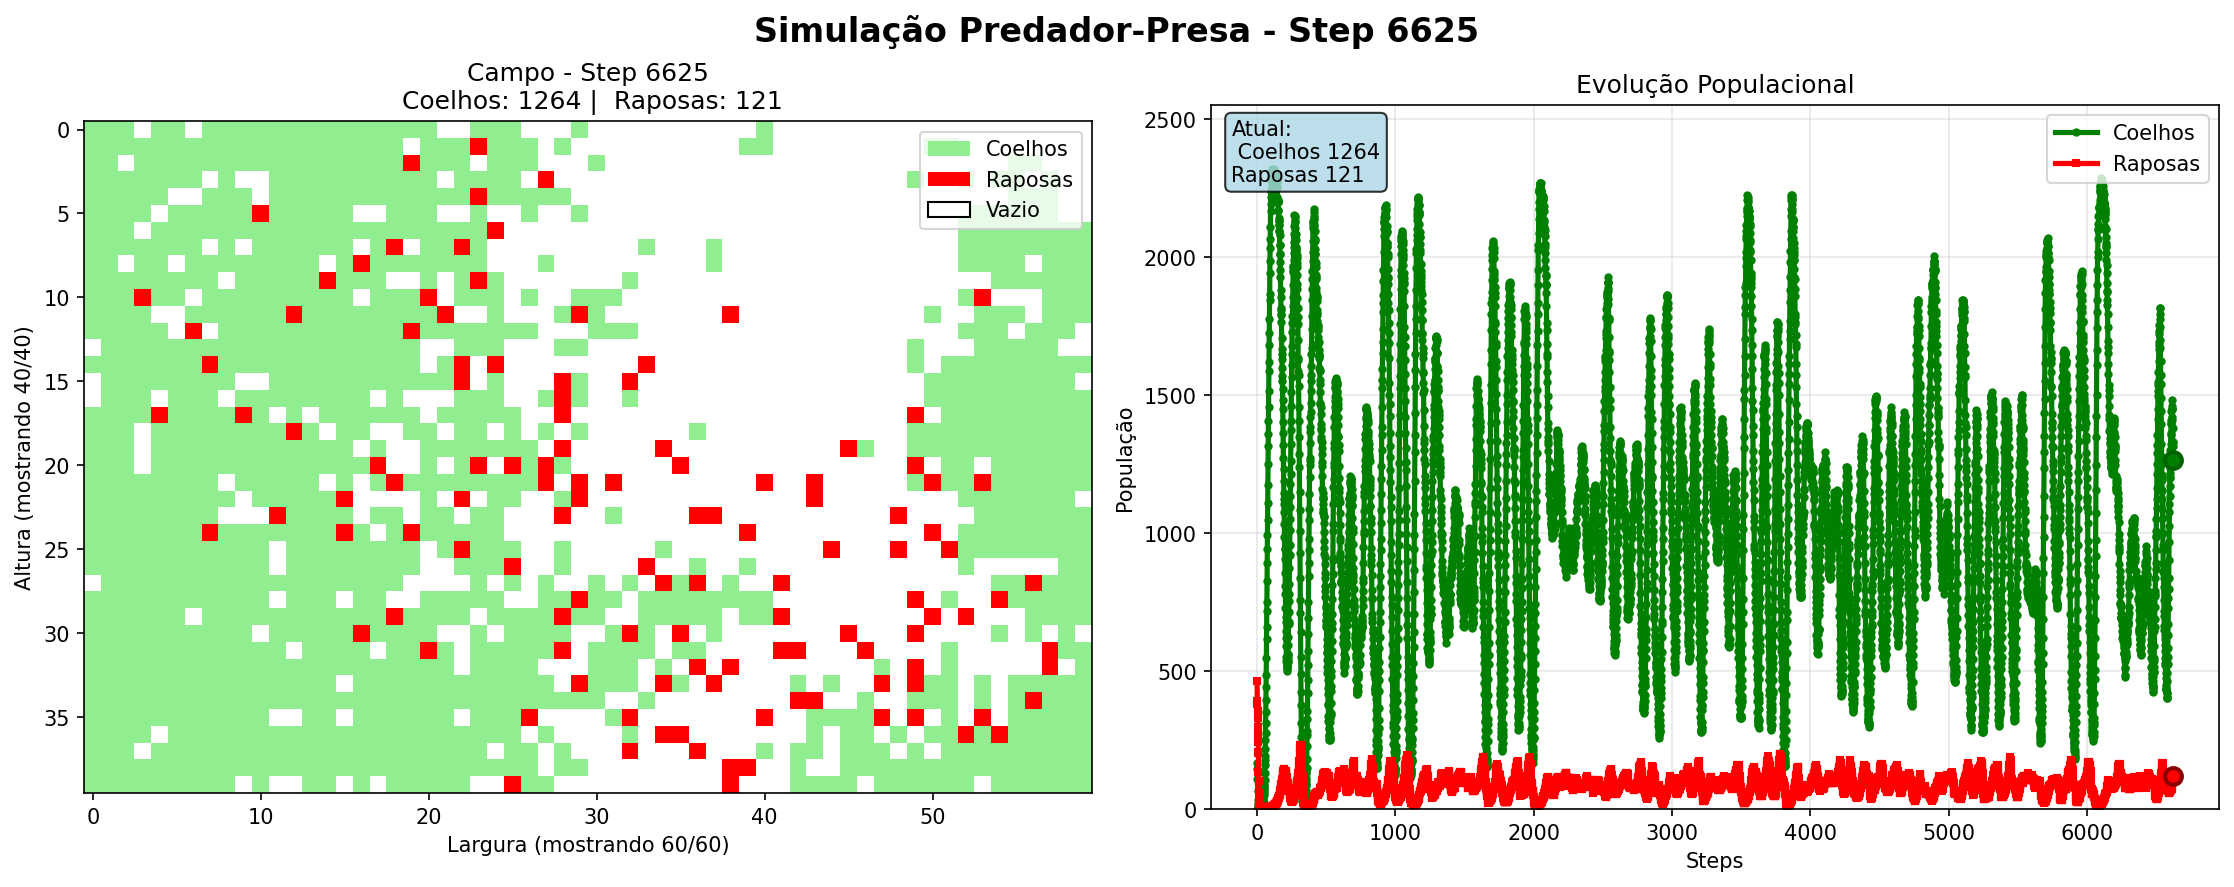 Simulação Predador-Presa - Step 6625
Campo - Step 6625
Coelhos: 1264 |  Raposas: 121
Coelhos
Raposas
Vazio
0
5
10
15
20
25
30
35
Altura (mostrando 40/40)
0
10
20
30
40
50
Largura (mostrando 60/60)
Evolução Populacional
Atual:
Coelhos 1264
Raposas 121
Coelhos
Raposas
2500
2000
1500
1000
500
0
População
0
1000
2000
3000
4000
5000
6000
Steps